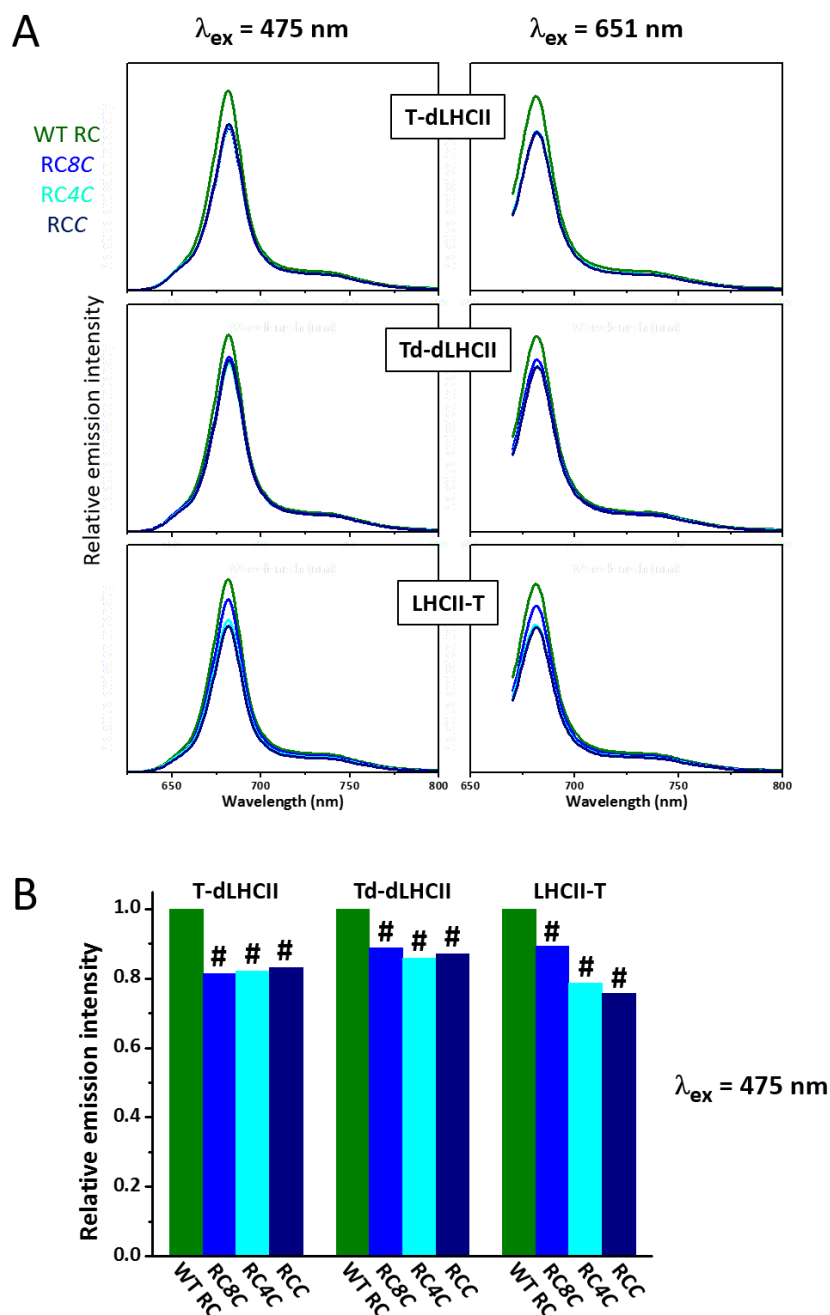 A
λex = 475 nm
λex = 651 nm
WT RC
RC8C
RC4C
RCC
T-dLHCII
Td-dLHCII
LHCII-T
Relative emission intensity
650 700 750 800
650 700 750 800
Wavelength (nm)
Wavelength (nm)
B
T-dLHCII
Td-dLHCII
LHCII-T
1.0
0.8
0.6
0.4
0.2
0.0
# # #
# # #
# # #
Relative emission intensity
λex = 475 nm
WT RC
RC8C
RC4C
RCC
WT RC
RC8C
RC4C
RCC
WT RC
RC8C
RC4C
RCC